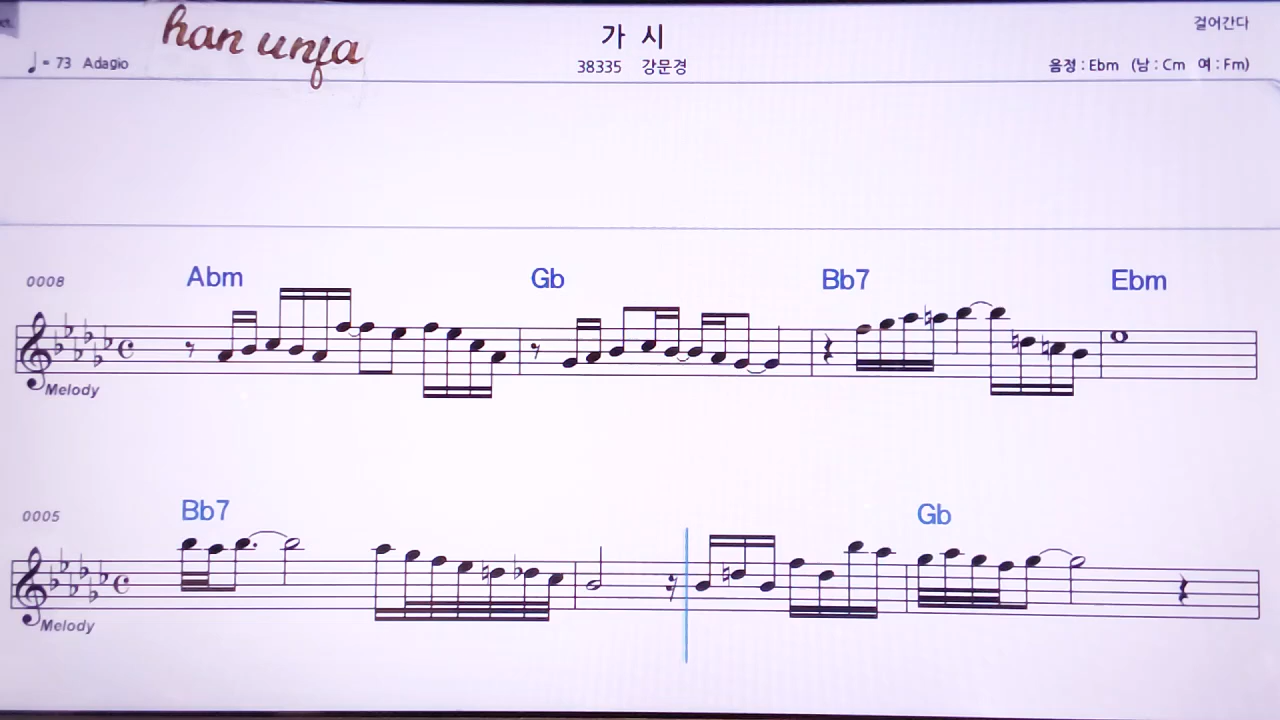 han unfa
가 시
걸어간다
♩ = 73 Adagio
38335 강문경
음정 : Ebm (남 : Cm 여 : Fm)
0008 Abm Gb Bb7 Ebm
Melody
0005 Bb7 Gb
Melody